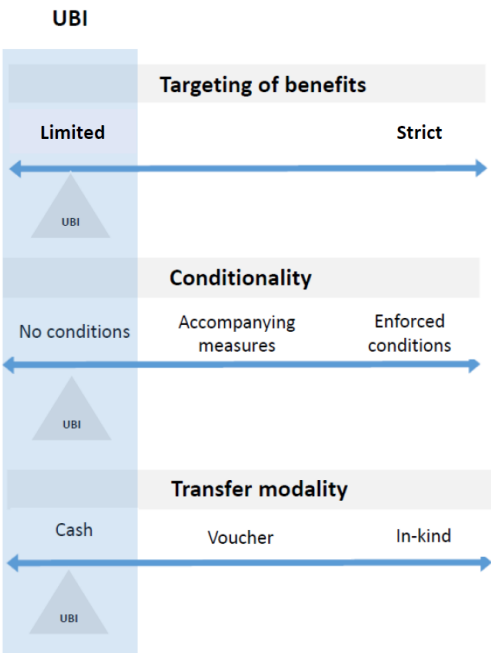 UBI
Targeting of benefits
Limited Strict
UBI
Conditionality
No conditions Accompanying measures Enforced conditions
UBI
Transfer modality
Cash Voucher In-kind
UBI